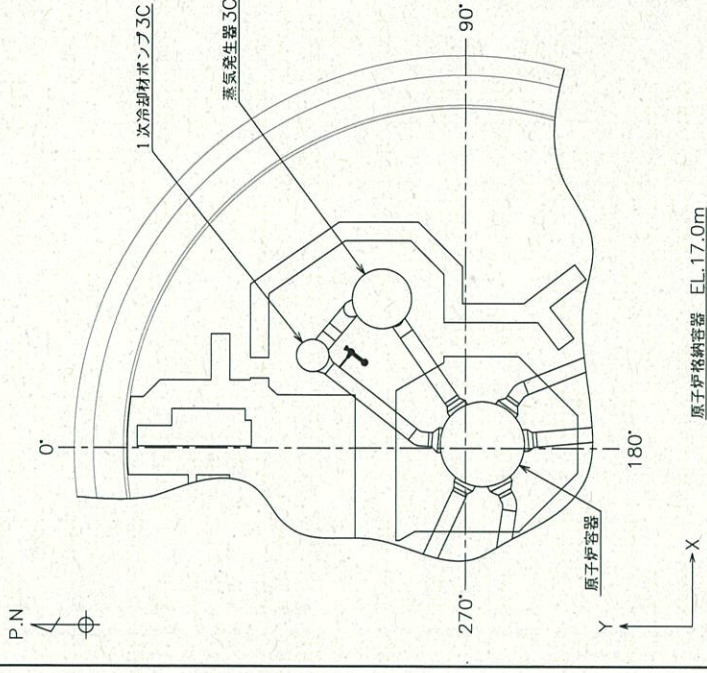 P.N
1次冷却材ポンプ3C
蒸気発生器3C
0°
90°
270°
180°
原子炉容器
Y
X
原子炉格納容器 EL.17.0m